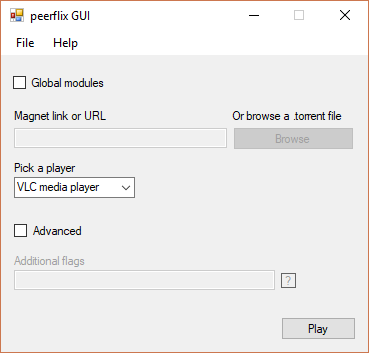 peerflix GUI
File Help
Global modules
Magnet link or URL Or browse a .torrent file
Browse
Pick a player
VLC media player
Advanced
Additional flags
?
Play